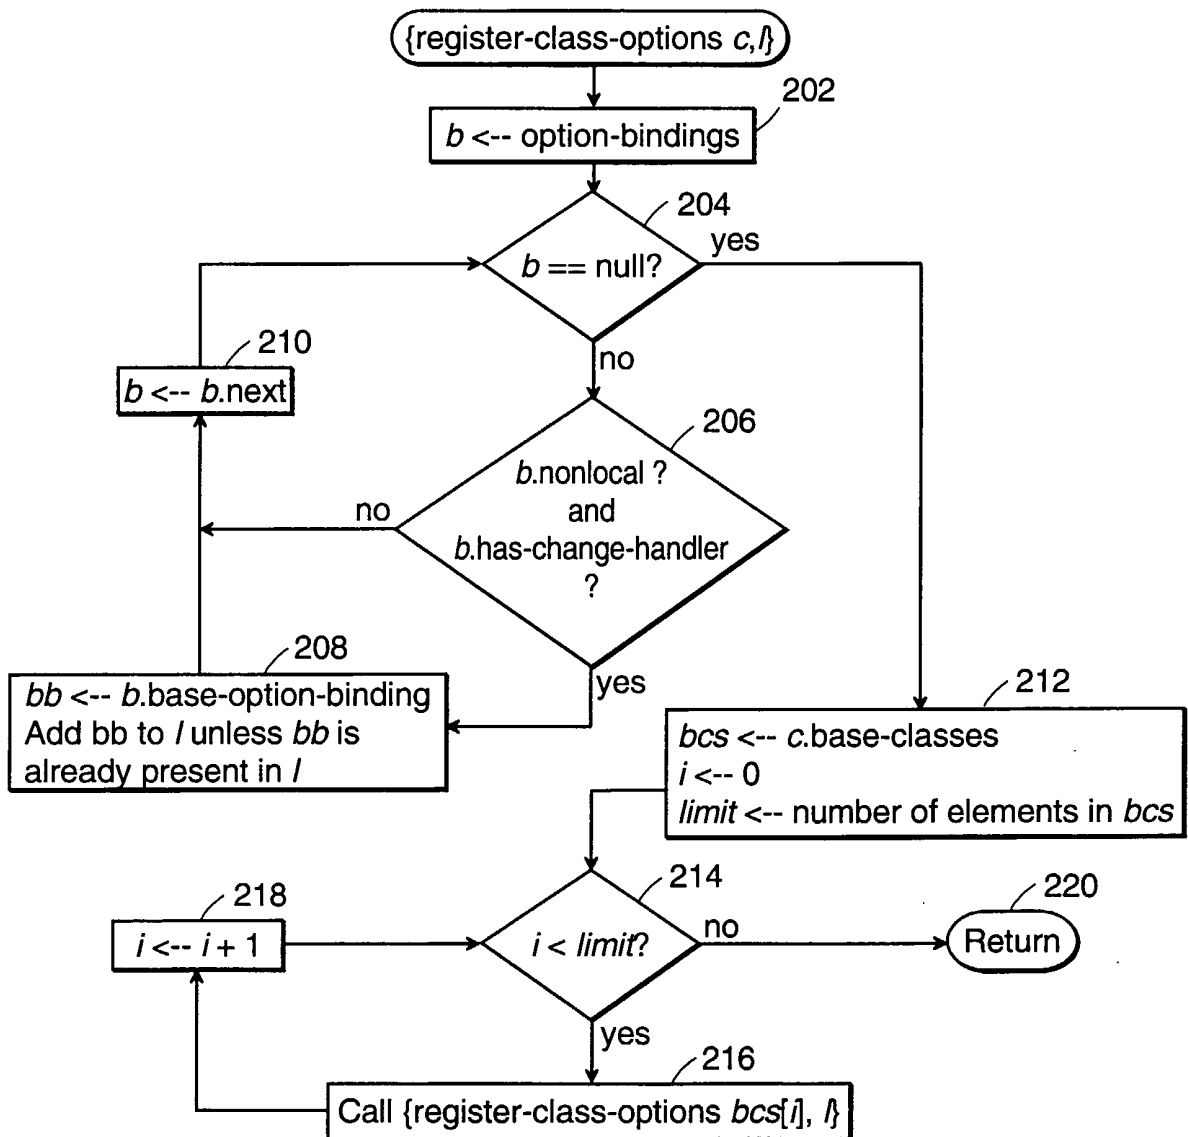 {register-class-options c,l}
202
b <-- option-bindings
204
yes
b == null?
210
no
b <-- b.next
206
b.nonlocal ?
and
no
b.has-change-handler
?
208
yes
bb <-- b.base-option-binding
Add bb to l unless bb is
already present in l
212
bcs <-- c.base-classes
i <-- 0
limit <-- number of elements in bcs
214
218
220
no
i <-- i + 1
i < limit?
Return
yes
216
Call {register-class-options bcs[i], l}